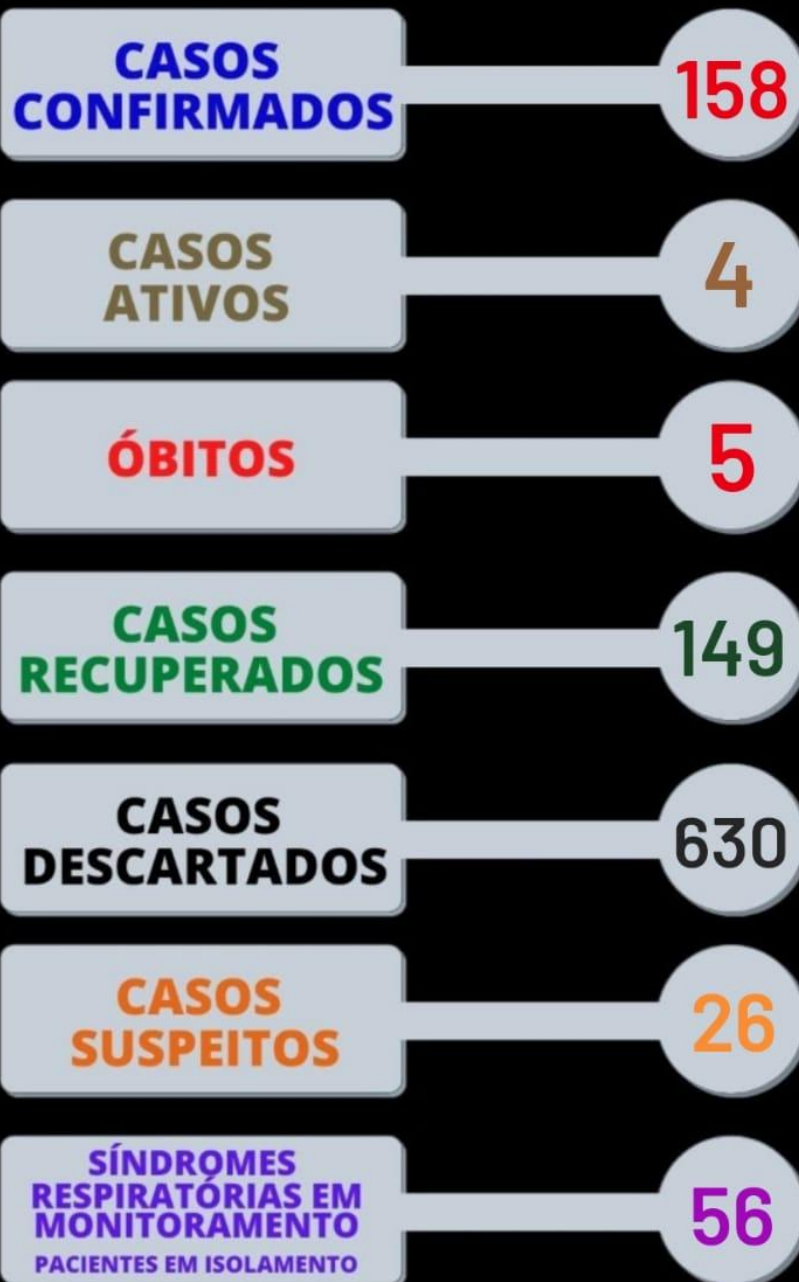 CASOS
CONFIRMADOS
158
CASOS
ATIVOS
4
ÓBITOS
5
CASOS
RECUPERADOS
149
CASOS
DESCARTADOS
630
CASOS
SUSPEITOS
26
SÍNDROMES
RESPIRATÓRIAS EM
MONITORAMENTO
PACIENTES EM ISOLAMENTO
56